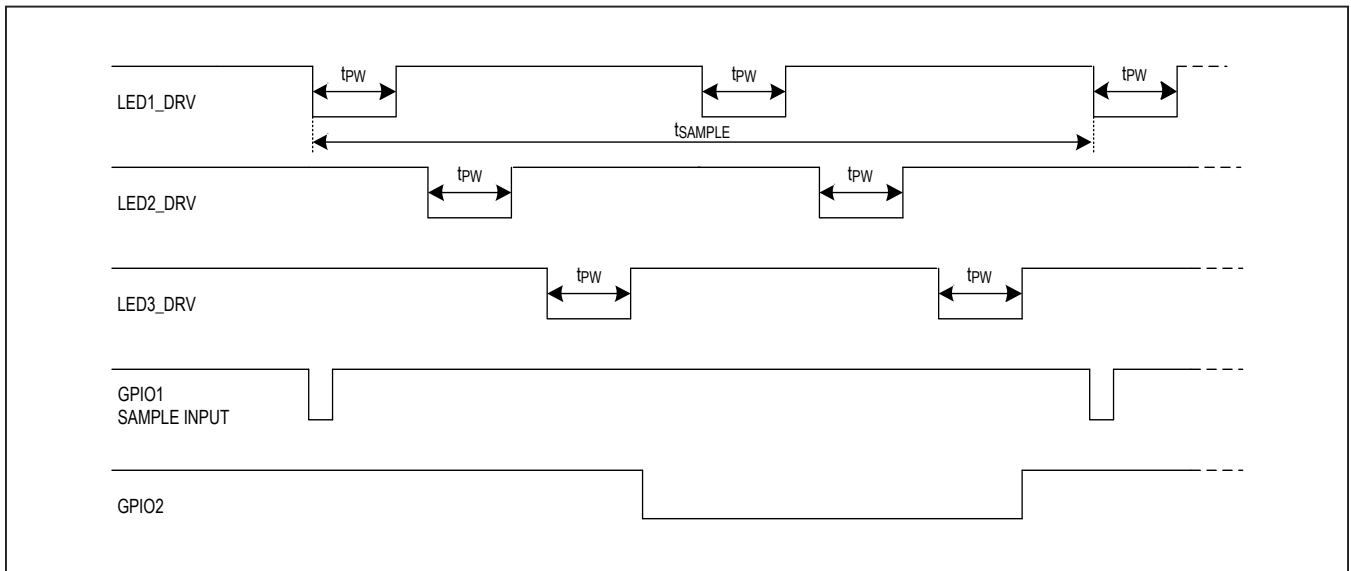 tPW tPW tPW
LED1_DRV
tSAMPLE
tPW tPW
LED2_DRV
tPW tPW
LED3_DRV
GPIO1
SAMPLE INPUT
GPIO2